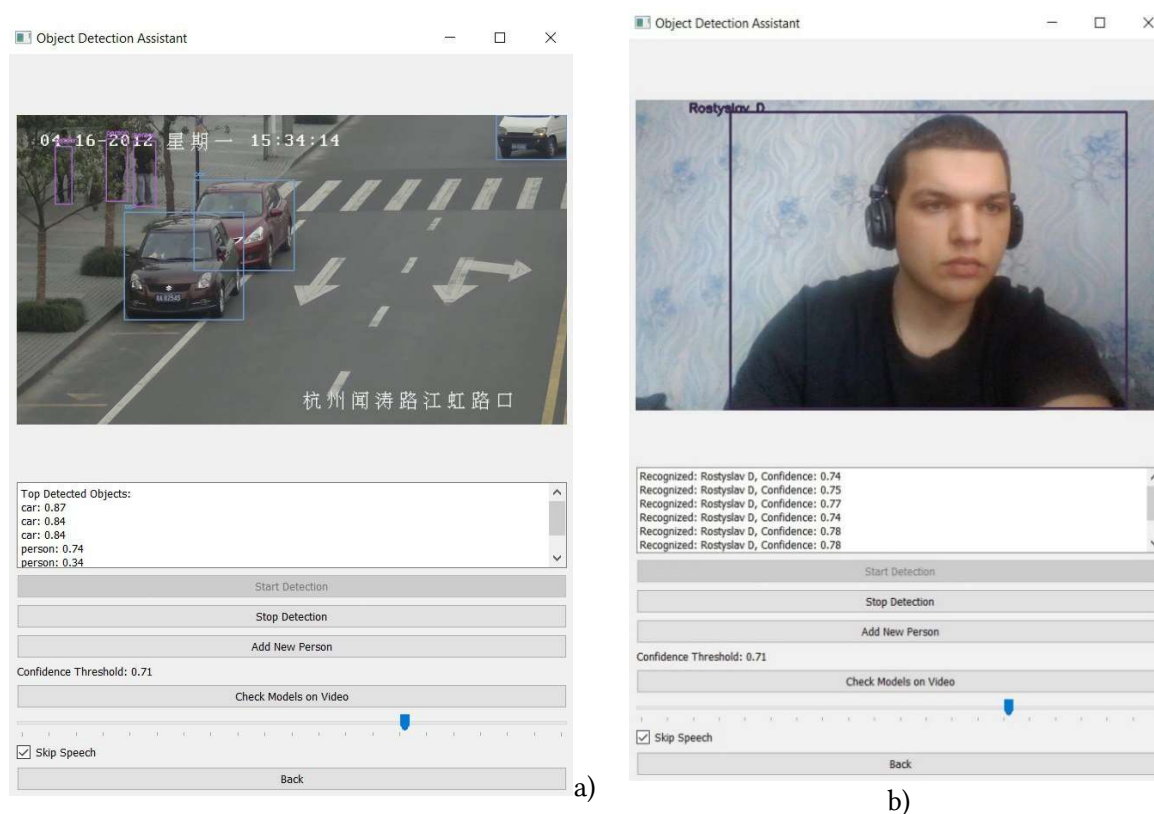 Object Detection Assistant
04-16-2012 星期一 15:34:14
杭州闻涛路江虹路口
Top Detected Objects:
car: 0.87
car: 0.84
car: 0.84
person: 0.74
person: 0.34
Start Detection
Stop Detection
Add New Person
Confidence Threshold: 0.71
Check Models on Video
Skip Speech
Back
a)
Object Detection Assistant
Rostyslav D
Recognized: Rostyslav D, Confidence: 0.74
Recognized: Rostyslav D, Confidence: 0.75
Recognized: Rostyslav D, Confidence: 0.77
Recognized: Rostyslav D, Confidence: 0.74
Recognized: Rostyslav D, Confidence: 0.78
Recognized: Rostyslav D, Confidence: 0.78
Start Detection
Stop Detection
Add New Person
Confidence Threshold: 0.71
Check Models on Video
Skip Speech
Back
b)